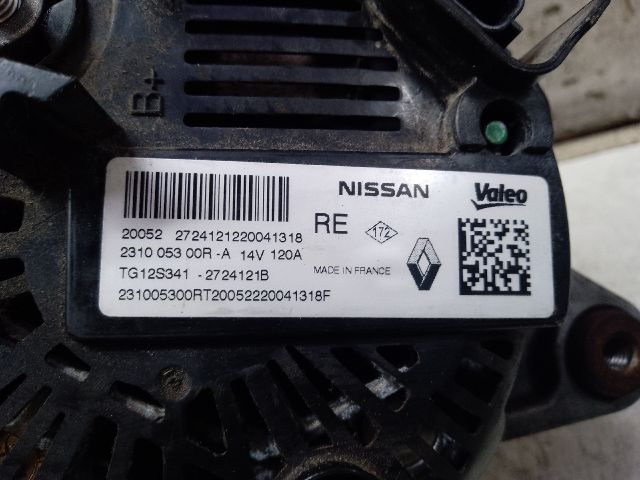 B+
NISSAN
Valeo
RE
172
20052 2724121220041318
2310 053 00R -A 14V 120A
TG12S341 - 2724121B
MADE IN FRANCE
231005300RT20052220041318F